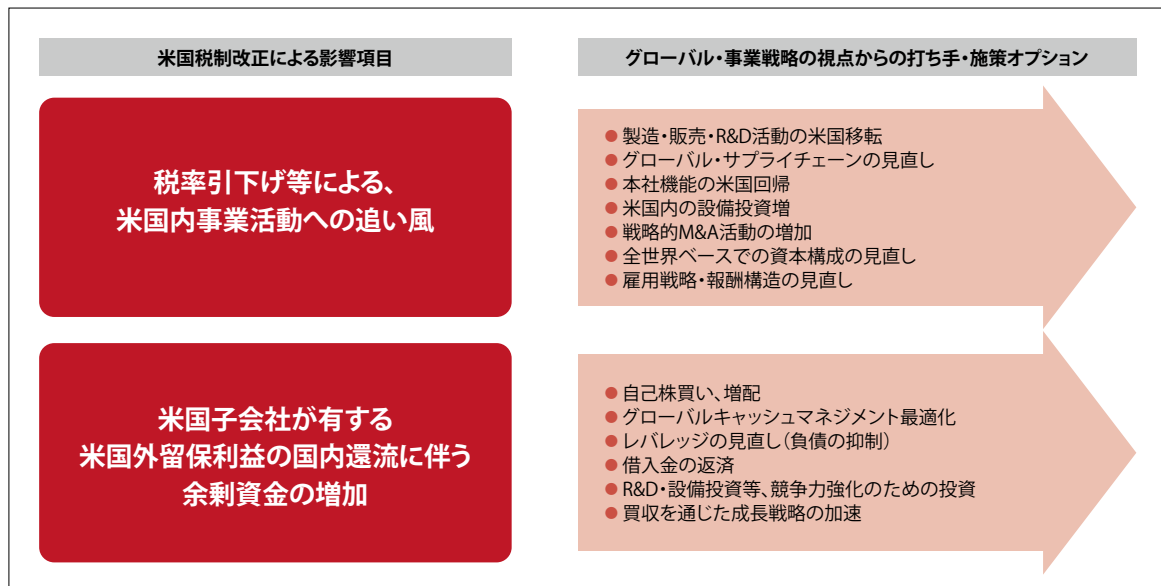 米国税制改正による影響項目
グローバル・事業戦略の視点からの打ち手・施策オプション
税率引下げ等による、
米国内事業活動への追い風
● 製造・販売・R&D活動の米国移転
● グローバル・サプライチェーンの見直し
● 本社機能の米国回帰
● 米国内の設備投資増
● 戦略的M&A活動の増加
● 全世界ベースでの資本構成の見直し
● 雇用戦略・報酬構造の見直し
米国子会社が有する
米国外留保利益の国内還流に伴う
余剰資金の増加
● 自己株買い、増配
● グローバルキャッシュマネジメント最適化
● レバレッジの見直し（負債の抑制）
● 借入金の返済
● R&D・設備投資等、競争力強化のための投資
● 買収を通じた成長戦略の加速